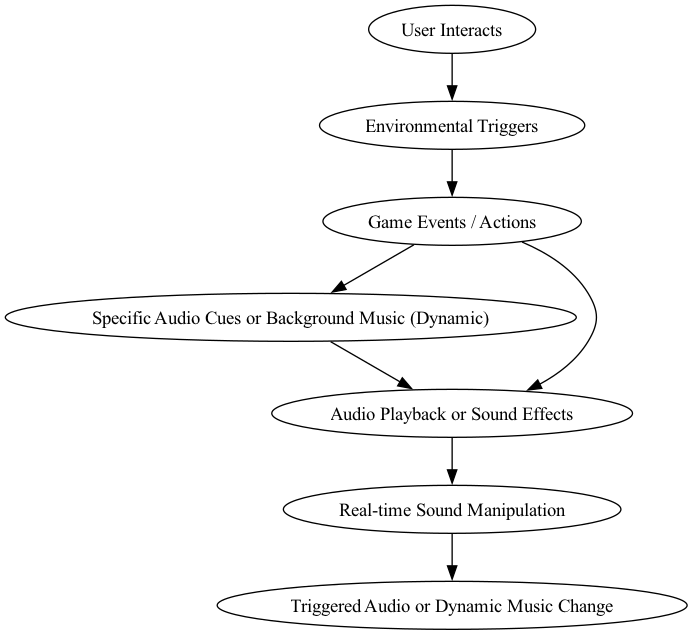 User Interacts
Environmental Triggers
Game Events / Actions
Specific Audio Cues or Background Music (Dynamic)
Audio Playback or Sound Effects
Real-time Sound Manipulation
Triggered Audio or Dynamic Music Change